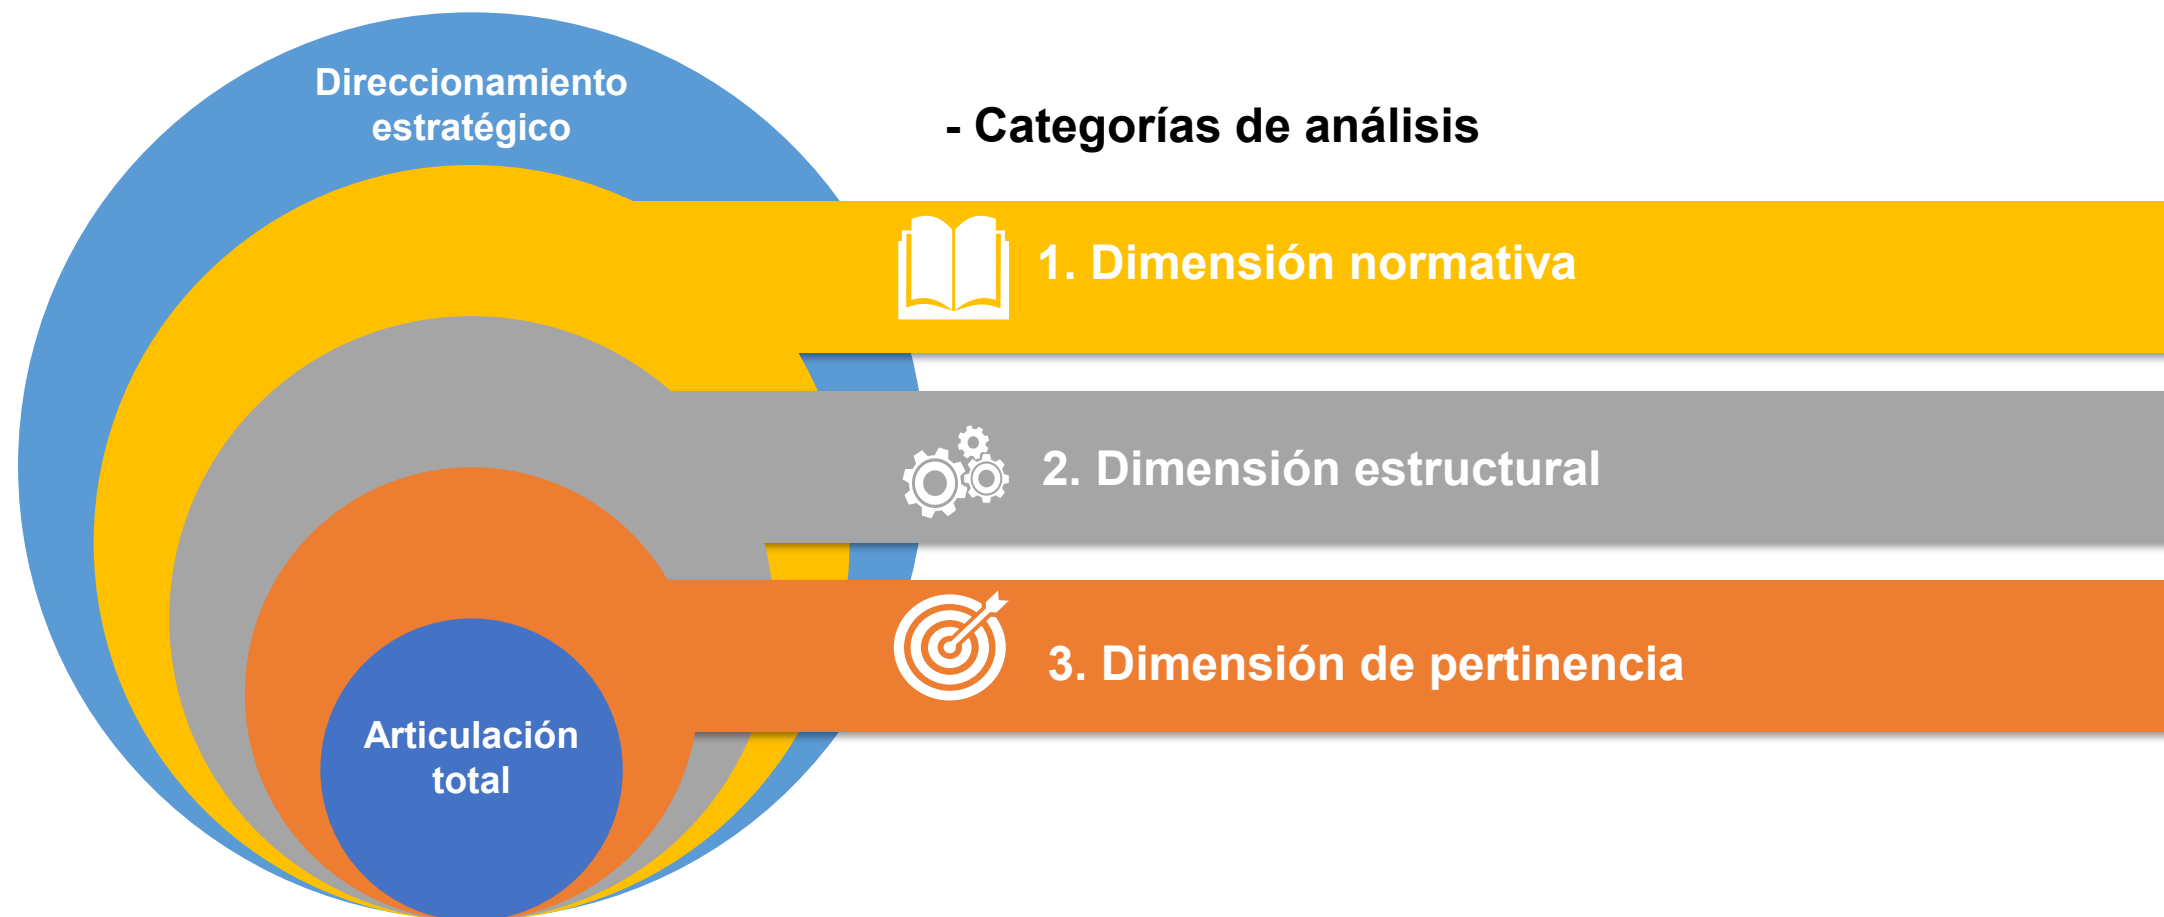 Direccionamiento
estratégico
- Categorías de análisis
1. Dimensión normativa
2. Dimensión estructural
3. Dimensión de pertinencia
Articulación
total